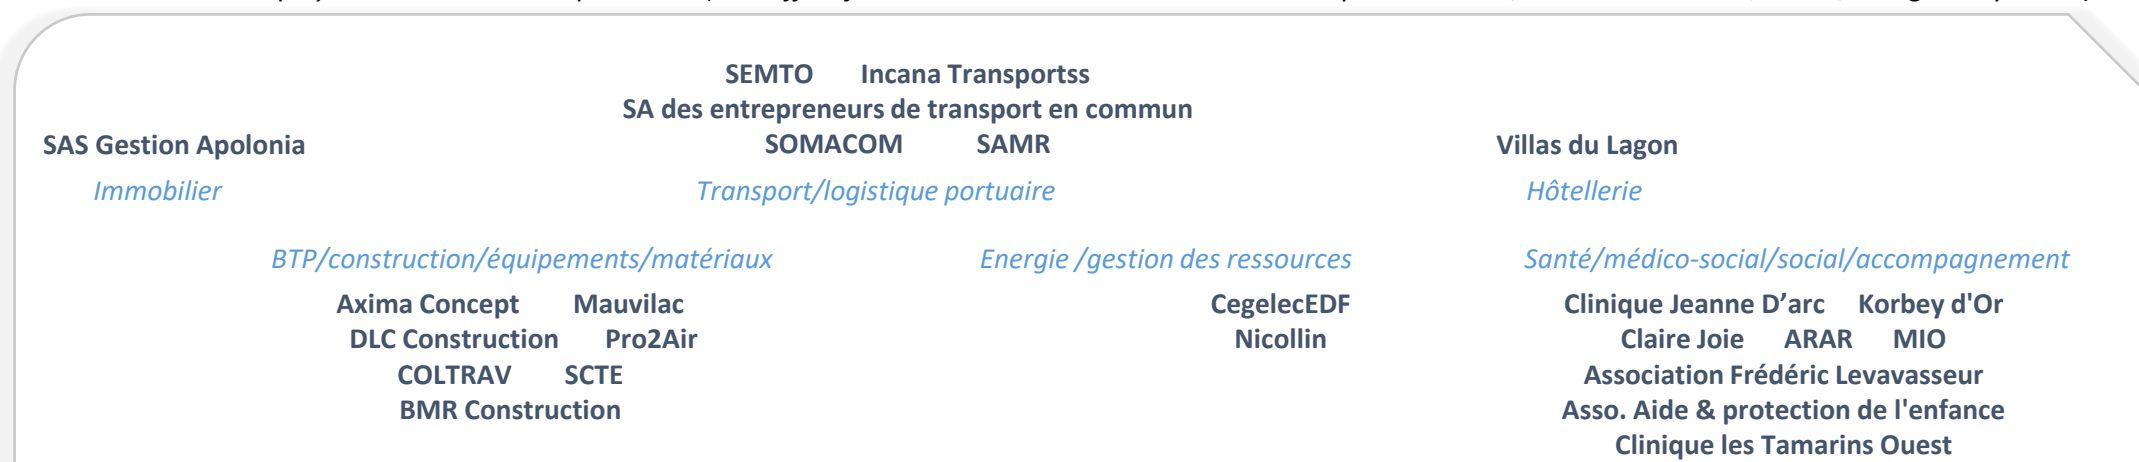 SEMTO Incana Transportss
SA des entrepreneurs de transport en commun
SAS Gestion Apolonia
SOMACOM SAMR
Villas du Lagon
Immobilier
Transport/logistique portuaire
Hôtellerie
BTP/construction/équipements/matériaux
Energie /gestion des ressources
Santé/médico-social/social/accompagnement
Axima Concept Mauvilac
DLC Construction Pro2Air
COLTRAV SCTE
BMR Construction
CegelecEDF
Nicollin
Clinique Jeanne D’arc Korbey d'Or
Claire Joie ARAR MIO
Association Frédéric Levavasseur
Asso. Aide & protection de l'enfance
Clinique les Tamarins Ouest